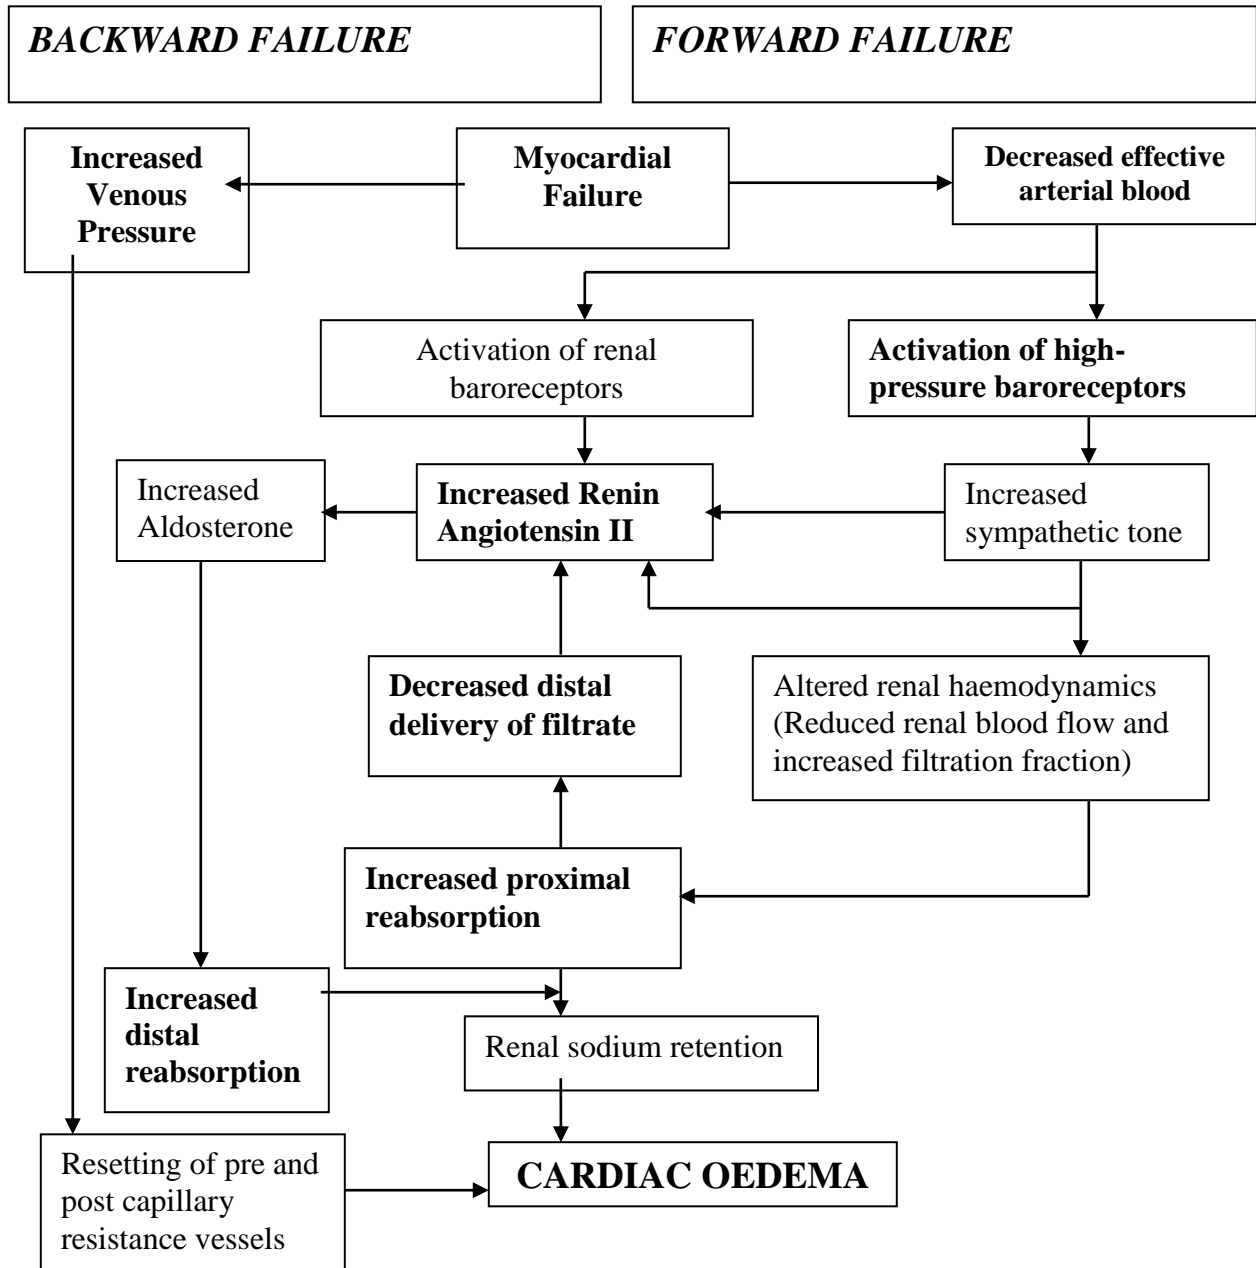 BACKWARD FAILURE
FORWARD FAILURE
Increased
Venous
Pressure
Myocardial
Failure
Decreased effective
arterial blood
Activation of renal
baroreceptors
Activation of high-
pressure baroreceptors
Increased
Aldosterone
Increased Renin
Angiotensin II
Increased
sympathetic tone
Decreased distal
delivery of filtrate
Altered renal haemodynamics
(Reduced renal blood flow and
increased filtration fraction)
Increased proximal
reabsorption
Increased
distal
reabsorption
Renal sodium retention
Resetting of pre and
post capillary
resistance vessels
CARDIAC OEDEMA